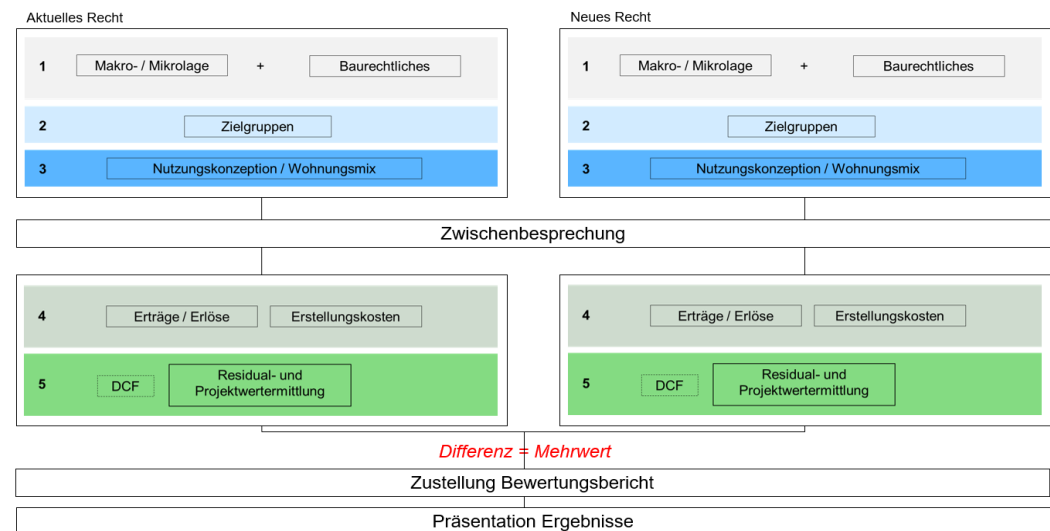 Aktuelles Recht
1
Makro- / Mikrolage + Baurechtliches
2
Zielgruppen
3
Nutzungskonzeption / Wohnungsmix
Neues Recht
1
Makro- / Mikrolage + Baurechtliches
2
Zielgruppen
3
Nutzungskonzeption / Wohnungsmix
Zwischenbesprechung
4
Erträge / Erlöse Erstellungskosten
5
DCF
Residual- und
Projektwertermittlung
4
Erträge / Erlöse Erstellungskosten
5
DCF
Residual- und
Projektwertermittlung
Differenz = Mehrwert
Zustellung Bewertungsbericht
Präsentation Ergebnisse